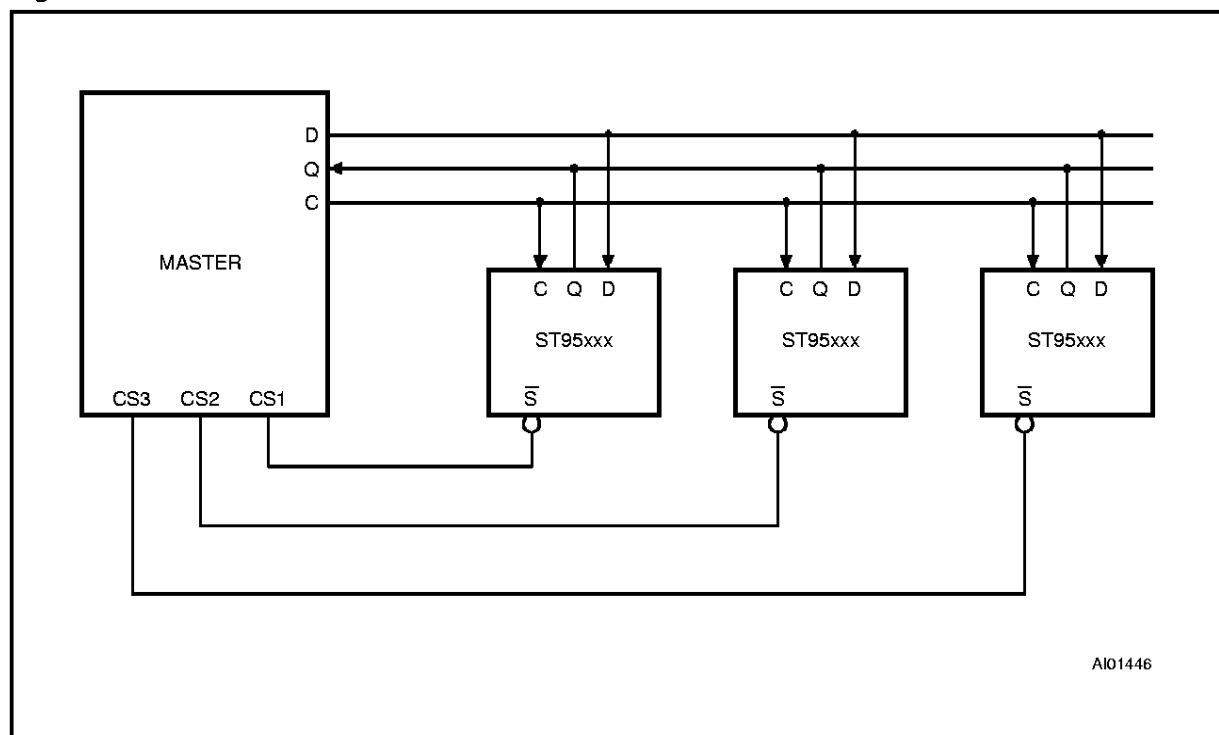 D
Q
C
MASTER
CS3 CS2 CS1
C Q D
ST95xxx
S̅
C Q D
ST95xxx
S̅
C Q D
ST95xxx
S̅
AI01446